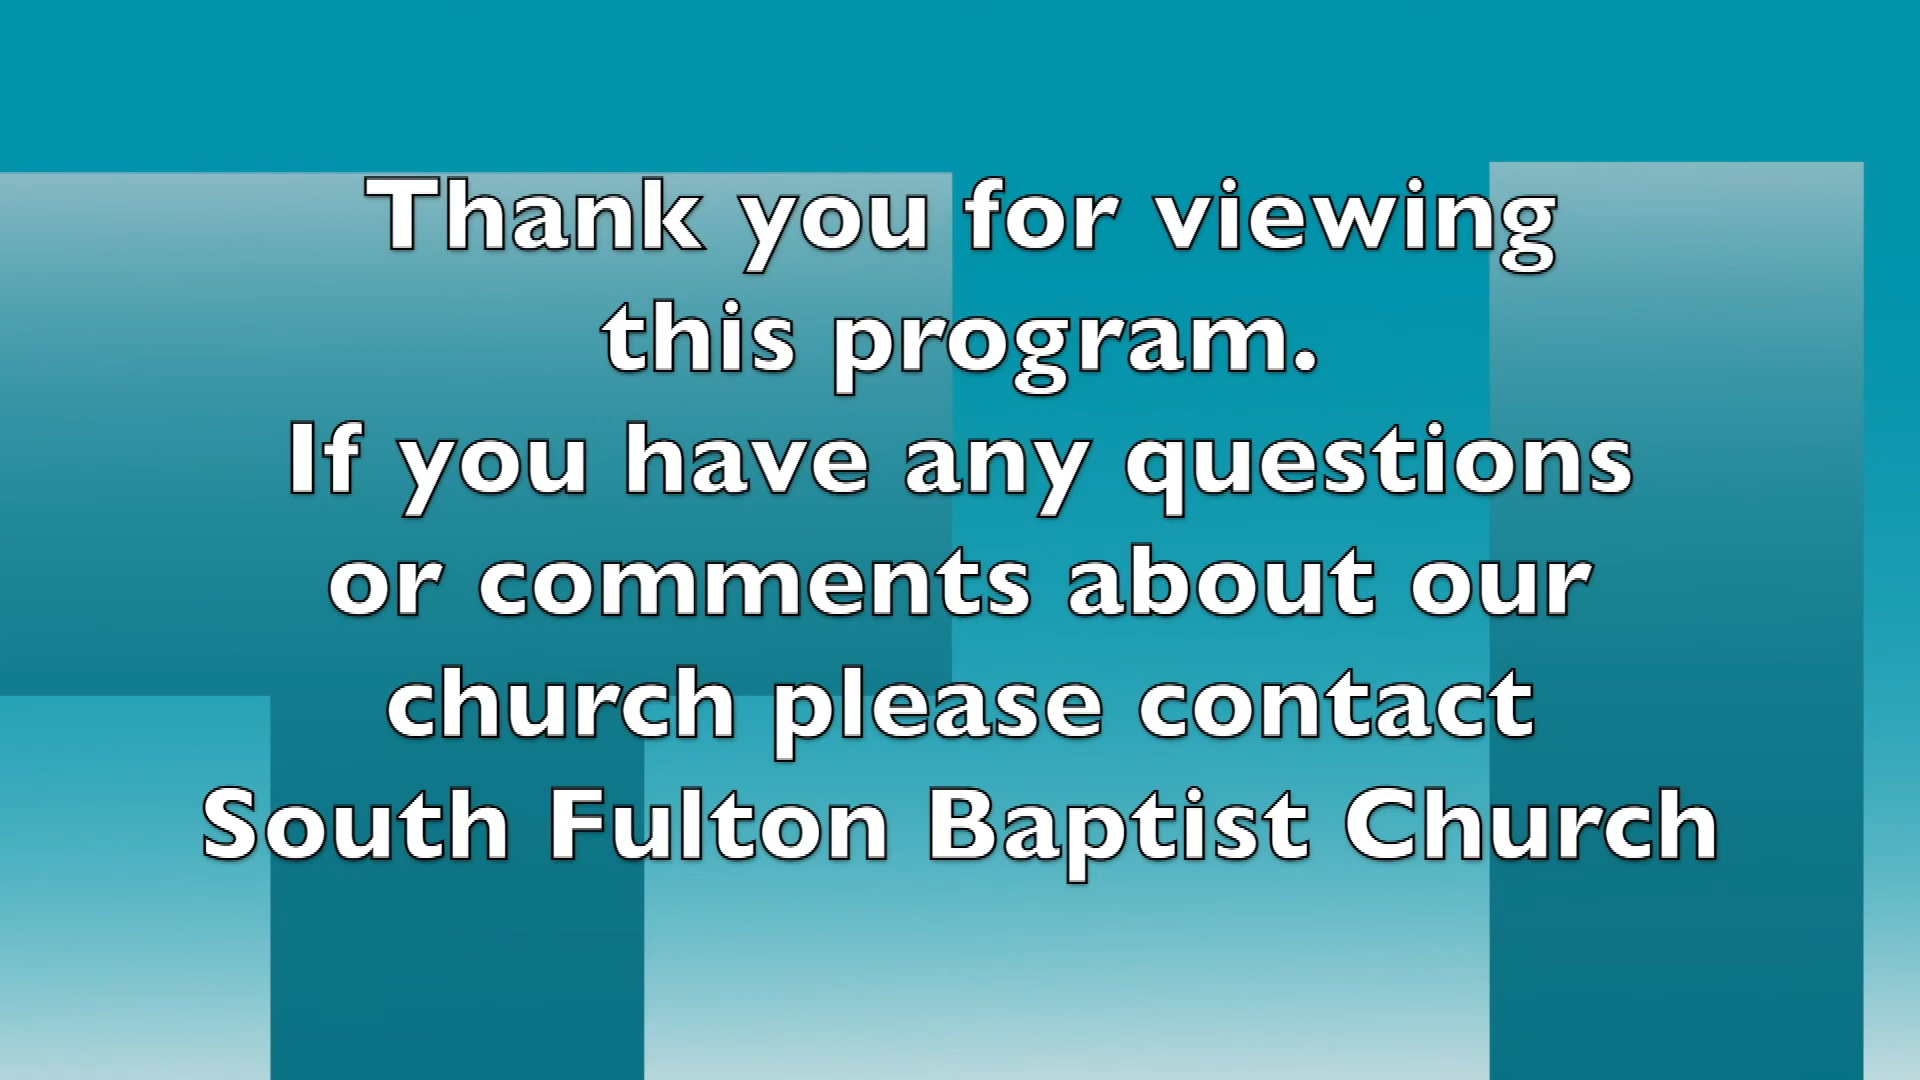 Thank you for viewing
this program.
If you have any questions
or comments about our
church please contact
South Fulton Baptist Church